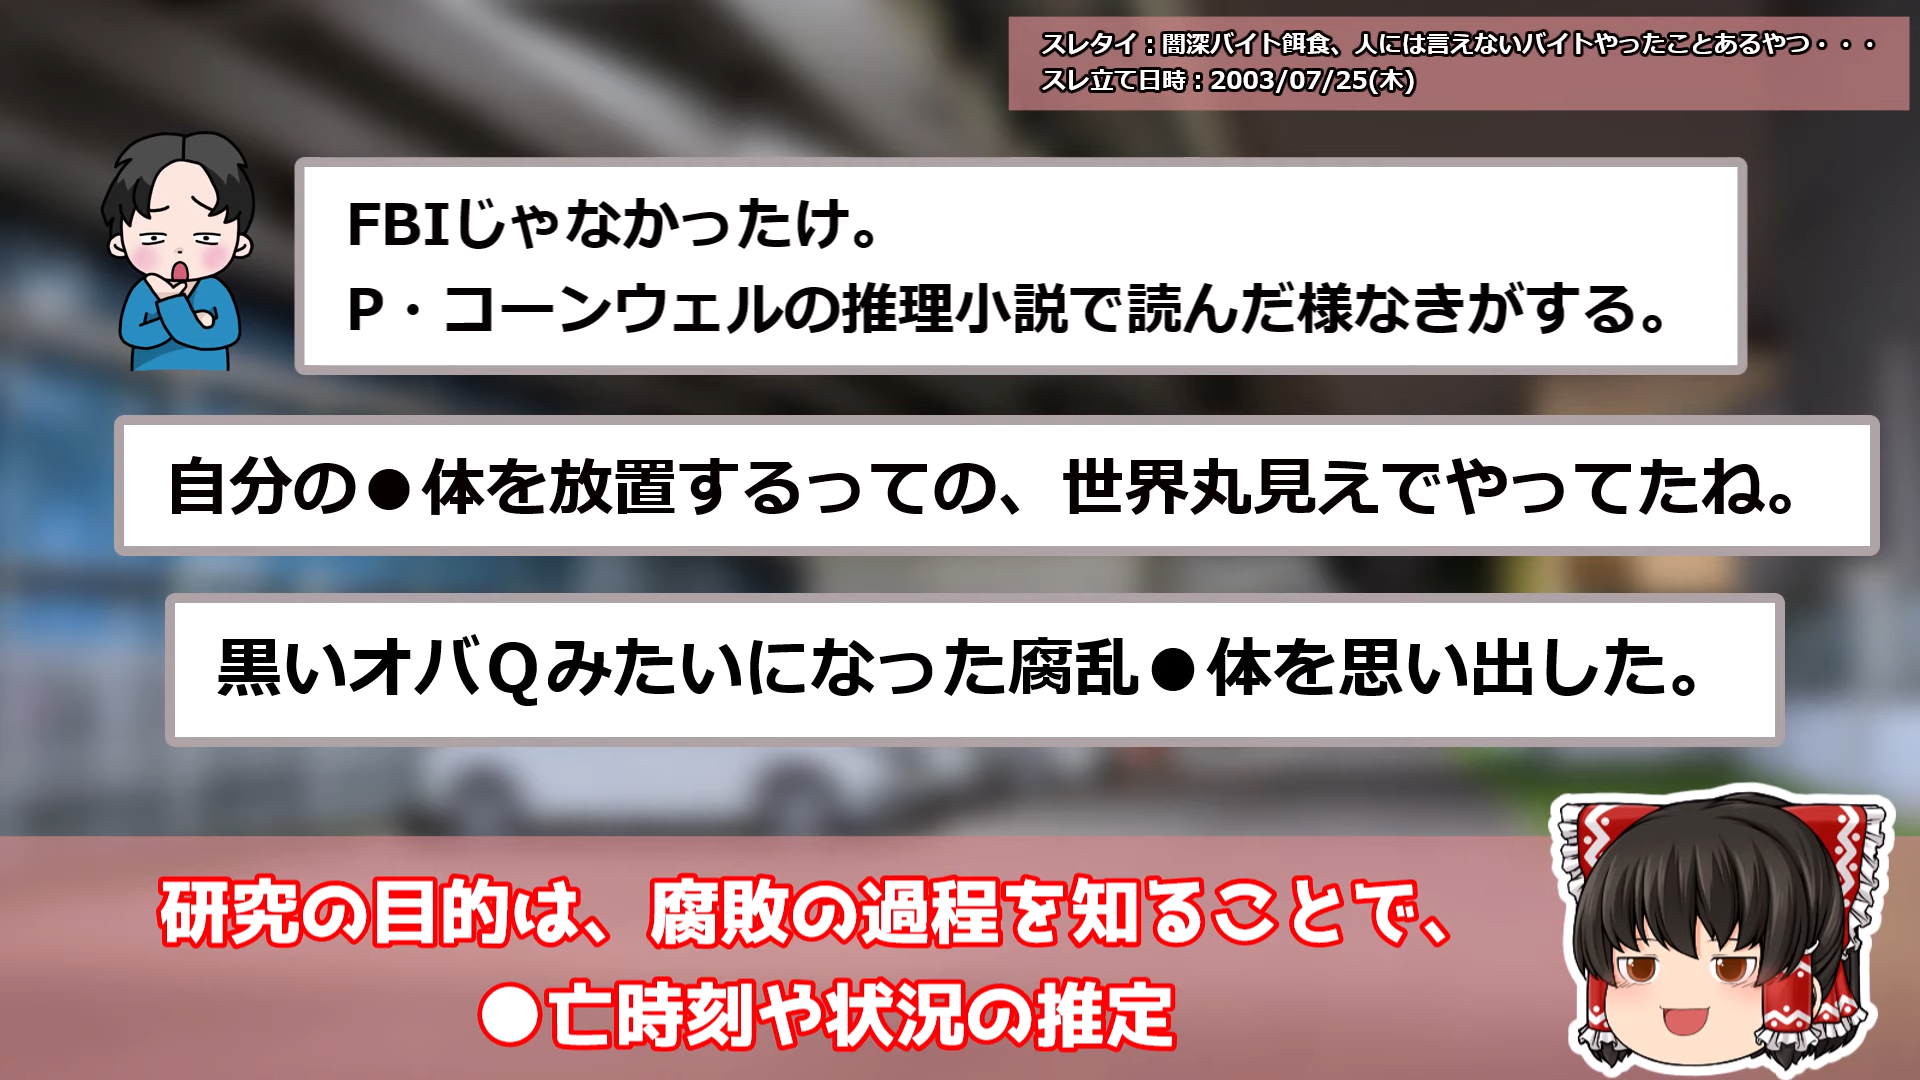 スレタイ：闇深バイト餌食、人には言えないバイトやったことあるやつ・・・
スレ立て日時：2003/07/25(木)
FBIじゃなかったけ。
P・コーンウェルの推理小説で読んだ様なきがする。
自分の●体を放置するっての、世界丸見えでやってたね。
黒いオバQみたいになった腐乱●体を思い出した。
研究の目的は、腐敗の過程を知ることで、
●亡時刻や状況の推定